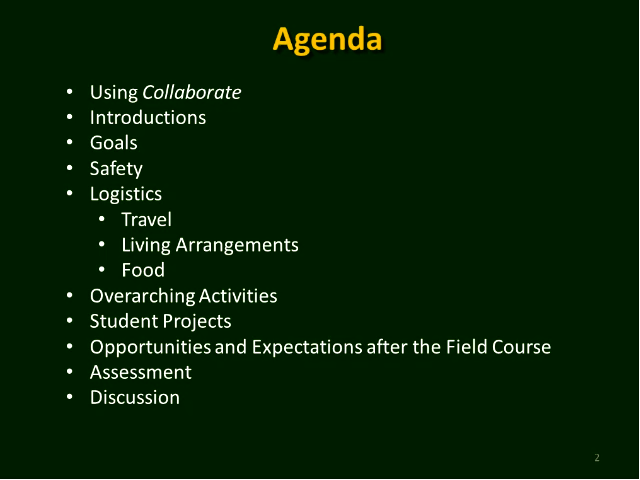 Agenda
• Using Collaborate
• Introductions
• Goals
• Safety
• Logistics
• Travel
• Living Arrangements
• Food
• Overarching Activities
• Student Projects
• Opportunities and Expectations after the Field Course
• Assessment
• Discussion
2